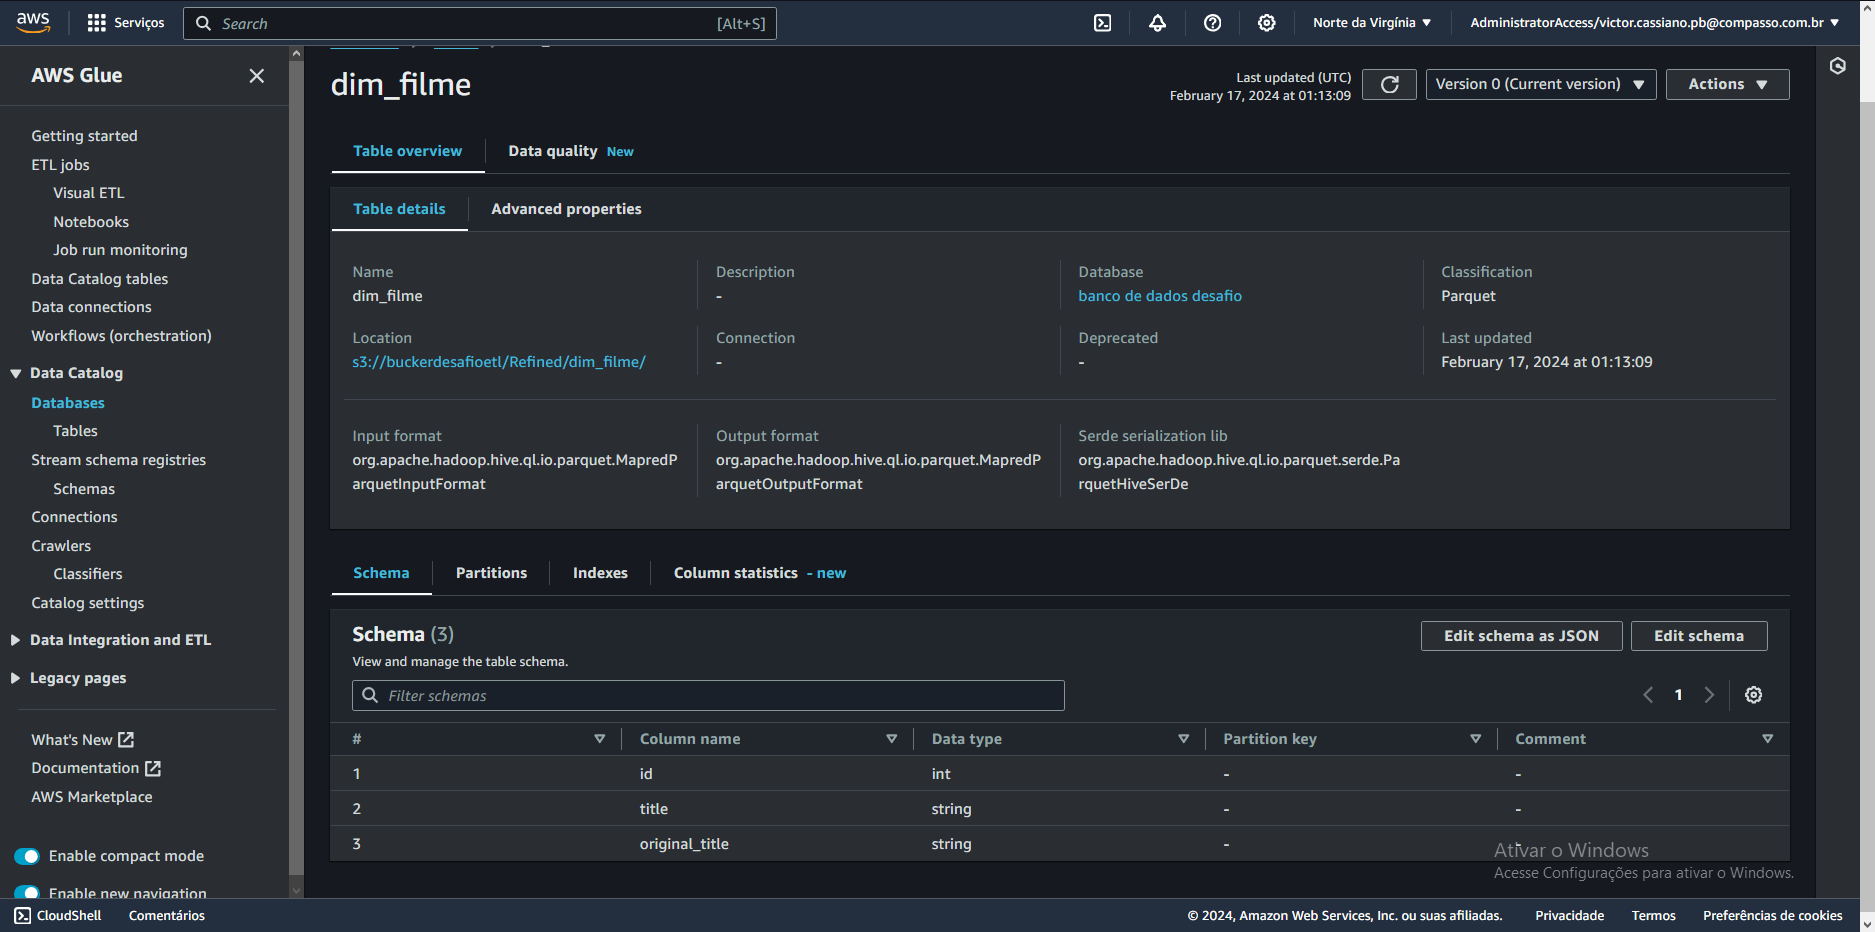 aws
Serviços
Search
[Alt+S]
Norte da Virgínia
AdministratorAccess/victor.cassiano.pb@compasso.com.br
AWS Glue
Getting started
ETL jobs
Visual ETL
Notebooks
Job run monitoring
Data Catalog tables
Data connections
Workflows (orchestration)
Data Catalog
Databases
Tables
Stream schema registries
Schemas
Connections
Crawlers
Classifiers
Catalog settings
Data Integration and ETL
Legacy pages
What's New
Documentation
AWS Marketplace
Enable compact mode
Enable new navigation
dim_filme
Last updated (UTC)
February 17, 2024 at 01:13:09
Version 0 (Current version)
Actions
Table overview
Data quality New
Table details
Advanced properties
Name
dim_filme
Description
-
Database
banco de dados desafio
Classification
Parquet
Location
s3://buckerdesafioetl/Refined/dim_filme/
Connection
-
Deprecated
-
Last updated
February 17, 2024 at 01:13:09
Input format
org.apache.hadoop.hive.ql.io.parquet.MapredP
arquetInputFormat
Output format
org.apache.hadoop.hive.ql.io.parquet.MapredP
arquetOutputFormat
Serde serialization lib
org.apache.hadoop.hive.ql.io.parquet.serde.Pa
rquetHiveSerDe
Schema
Partitions
Indexes
Column statistics - new
Schema (3)
View and manage the table schema.
Edit schema as JSON
Edit schema
Filter schemas
1
# Column name Data type Partition key Comment
1 id int - -
2 title string - -
3 original_title string - -
Ativar o Windows
Acesse Configurações para ativar o Windows.
CloudShell
Comentários
© 2024, Amazon Web Services, Inc. ou suas afiliadas.
Privacidade
Termos
Preferências de cookies